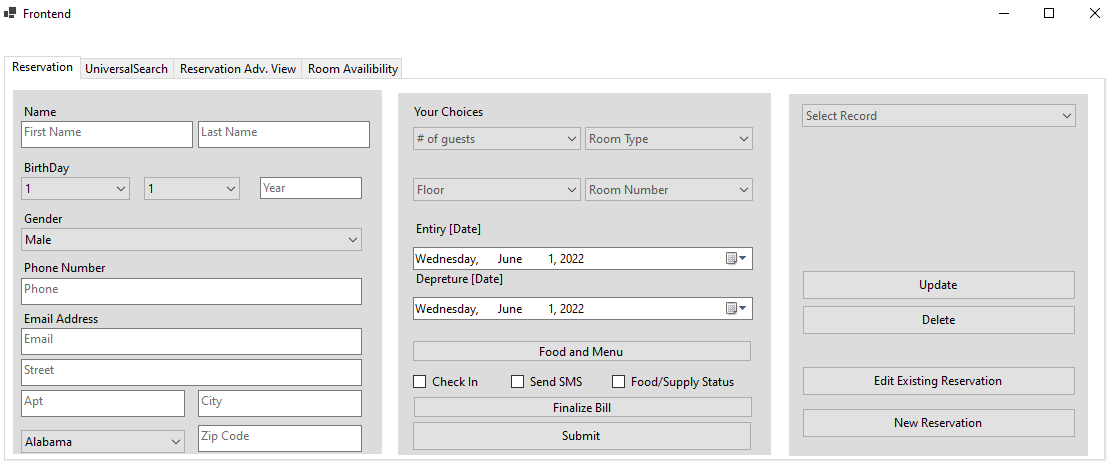 Frontend
Reservation UniversalSearch Reservation Adv. View Room Availibility
Name
First Name Last Name
BirthDay
1 1 Year
Gender
Male
Phone Number
Phone
Email Address
Email
Street
Apt City
Alabama Zip Code
Your Choices
# of guests Room Type
Floor Room Number
Entiry [Date]
Wednesday, June 1, 2022
Depreture [Date]
Wednesday, June 1, 2022
Food and Menu
Check In Send SMS Food/Supply Status
Finalize Bill
Submit
Select Record
Update
Delete
Edit Existing Reservation
New Reservation